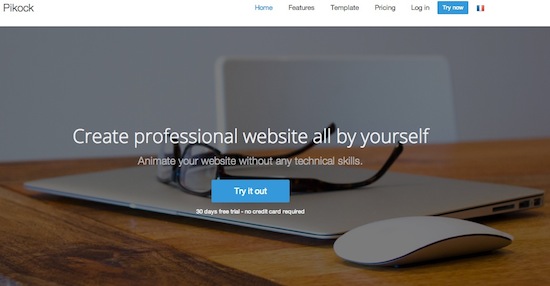 Pikock
Home Features Template Pricing Log in Try now
Create professional website all by yourself
Animate your website without any technical skills.
Try it out
30 days free trial - no credit card required